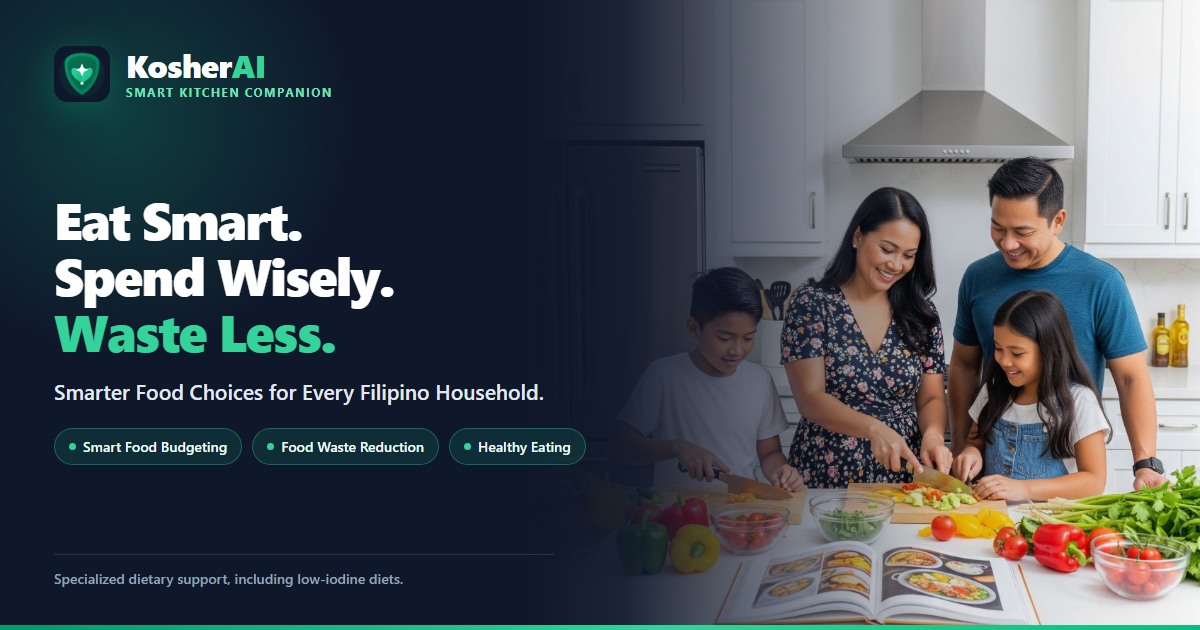 KosherAI
SMART KITCHEN COMPANION
Eat Smart.
Spend Wisely.
Waste Less.
Smarter Food Choices for Every Filipino Household.
Smart Food Budgeting
Food Waste Reduction
Healthy Eating
Specialized dietary support, including low-iodine diets.